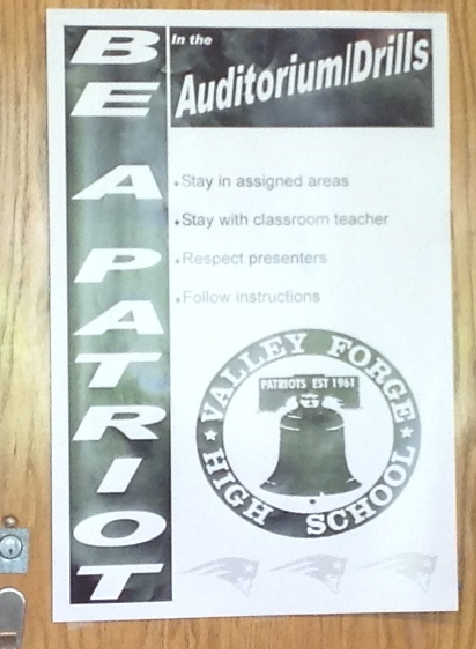 BE A PATRIOT
In the
Auditorium/Drills
• Stay in assigned areas
• Stay with classroom teacher
• Respect presenters
• Follow instructions
VALLEY FORGE
PATRIOTS EST 1961
HIGH SCHOOL